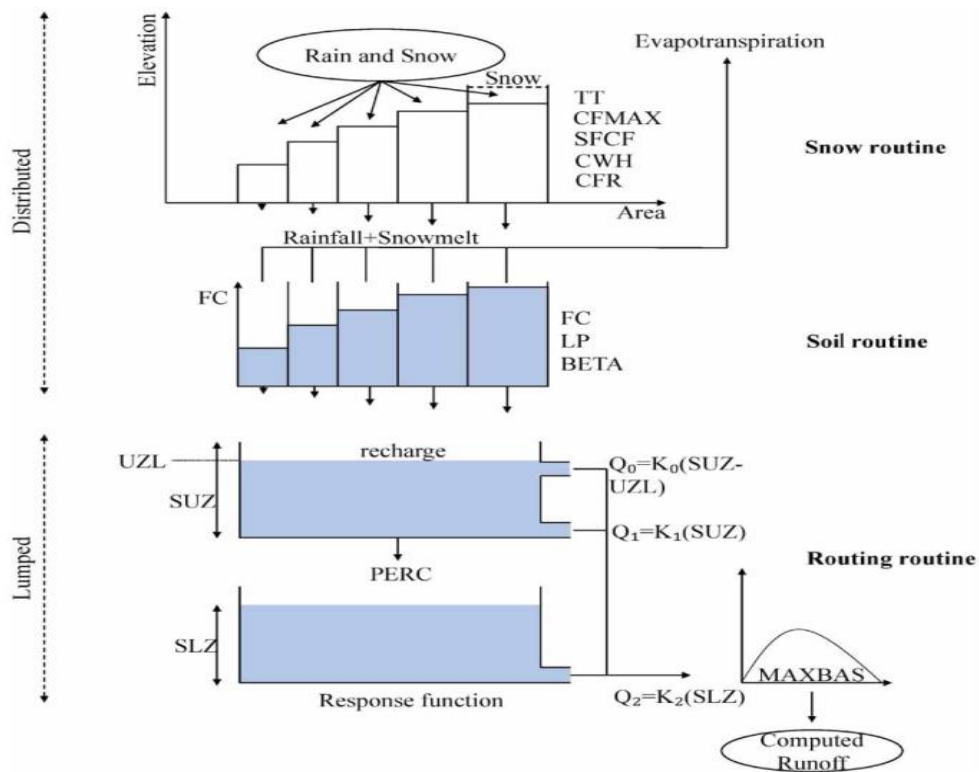 Elevation
Rain and Snow
Snow
Evapotranspiration
TT
CFMAX
SFCF
CWH
CFR
Snow routine
Area
Distributed
Rainfall+Snowmelt
FC
FC
LP
BETA
Soil routine
recharge
UZL
SUZ
Q₀=K₀(SUZ-
UZL)
Q₁=K₁(SUZ)
PERC
Lumped
Routing routine
SLZ
MAXBAS
Response function
Q₂=K₂(SLZ)
Computed
Runoff